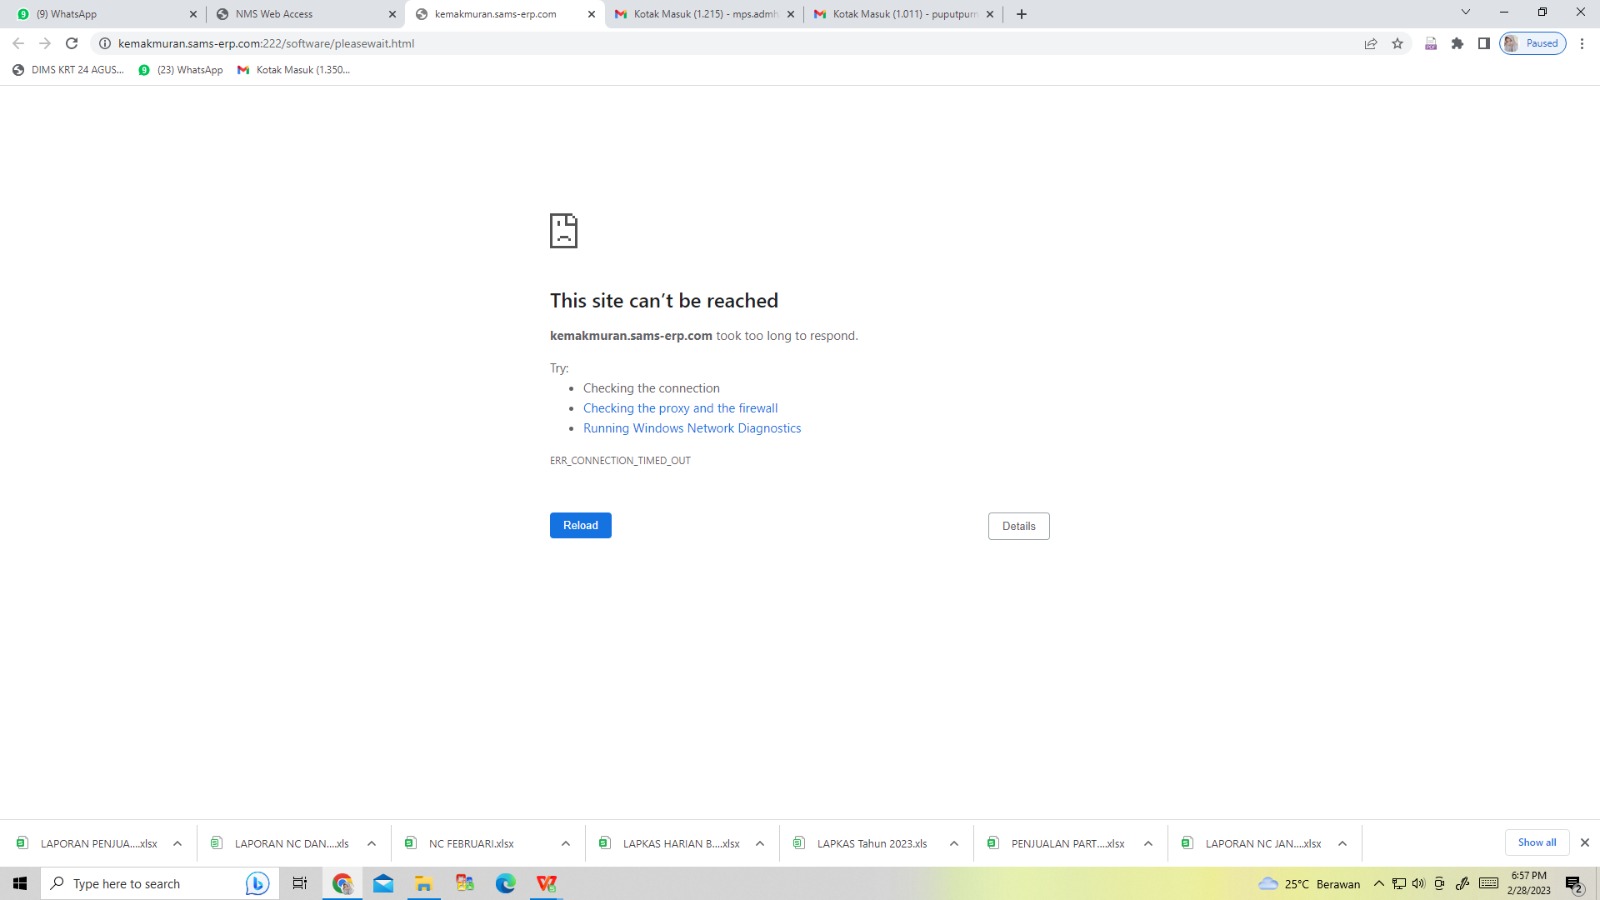 (9) WhatsApp
NMS Web Access
kemakmuran.sams-erp.com
Kotak Masuk (1.215) - mps.admh
Kotak Masuk (1.011) - puputpurn
kemakmuran.sams-erp.com:222/software/pleasewait.html
Paused
DIMS KRT 24 AGUS...
(23) WhatsApp
Kotak Masuk (1.350...
This site can't be reached
kemakmuran.sams-erp.com took too long to respond.
Try:
• Checking the connection
• Checking the proxy and the firewall
• Running Windows Network Diagnostics
ERR_CONNECTION_TIMED_OUT
Reload
Details
LAPORAN PENJUA....xlsx
LAPORAN NC DAN....xls
NC FEBRUARI.xlsx
LAPKAS HARIAN B....xlsx
LAPKAS Tahun 2023.xls
PENJUALAN PART....xlsx
LAPORAN NC JAN....xlsx
Show all
Type here to search
25°C Berawan
6:57 PM
2/28/2023
2